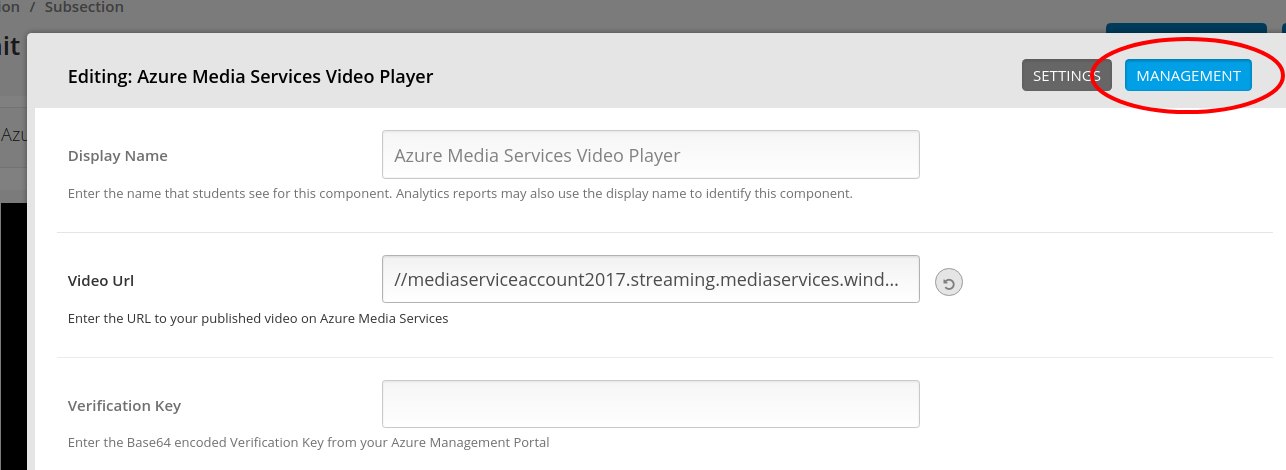 ion / Subsection
it
Editing: Azure Media Services Video Player
SETTINGS MANAGEMENT
Azu
Display Name Azure Media Services Video Player
Enter the name that students see for this component. Analytics reports may also use the display name to identify this component.
Video Url //mediaserviceaccount2017.streaming.mediaservices.wind...
Enter the URL to your published video on Azure Media Services
Verification Key
Enter the Base64 encoded Verification Key from your Azure Management Portal